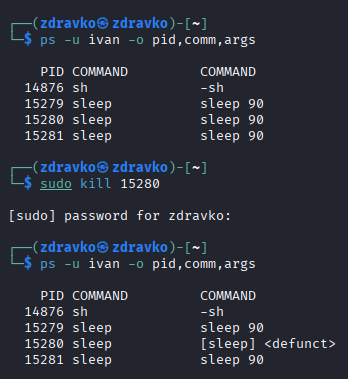 ┌──(zdravko㉿ zdravko)-[~]
└─$ ps -u ivan -o pid,comm,args
PID COMMAND         COMMAND
14876 sh              -sh
15279 sleep           sleep 90
15280 sleep           sleep 90
15281 sleep           sleep 90
┌──(zdravko㉿ zdravko)-[~]
└─$ sudo kill 15280
[sudo] password for zdravko:
┌──(zdravko㉿ zdravko)-[~]
└─$ ps -u ivan -o pid,comm,args
PID COMMAND         COMMAND
14876 sh              -sh
15279 sleep           sleep 90
15280 sleep           [sleep] <defunct>
15281 sleep           sleep 90